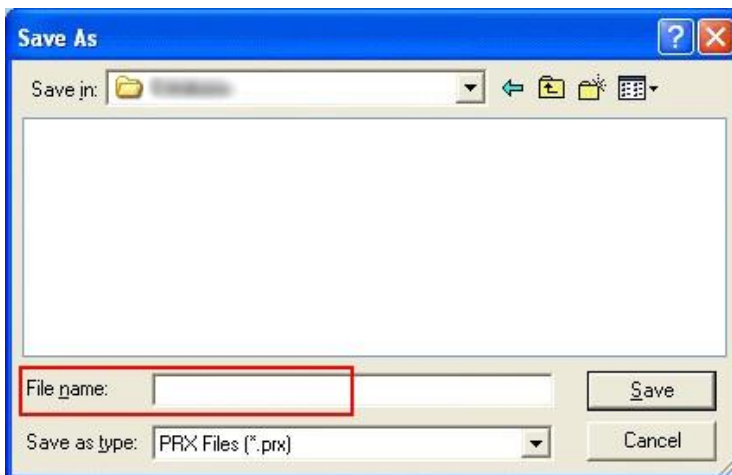 Save As
Save in:
File name:
Save
Save as type: PRX Files (*.prx)
Cancel